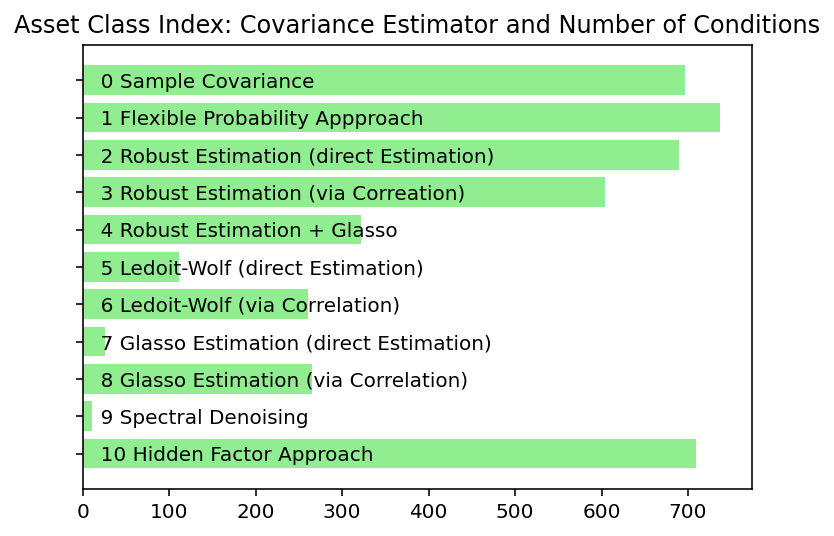 Asset Class Index: Covariance Estimator and Number of Conditions
0 Sample Covariance
1 Flexible Probability Appproach
2 Robust Estimation (direct Estimation)
3 Robust Estimation (via Correation)
4 Robust Estimation + Glasso
5 Ledoit-Wolf (direct Estimation)
6 Ledoit-Wolf (via Correlation)
7 Glasso Estimation (direct Estimation)
8 Glasso Estimation (via Correlation)
9 Spectral Denoising
10 Hidden Factor Approach
0 100 200 300 400 500 600 700